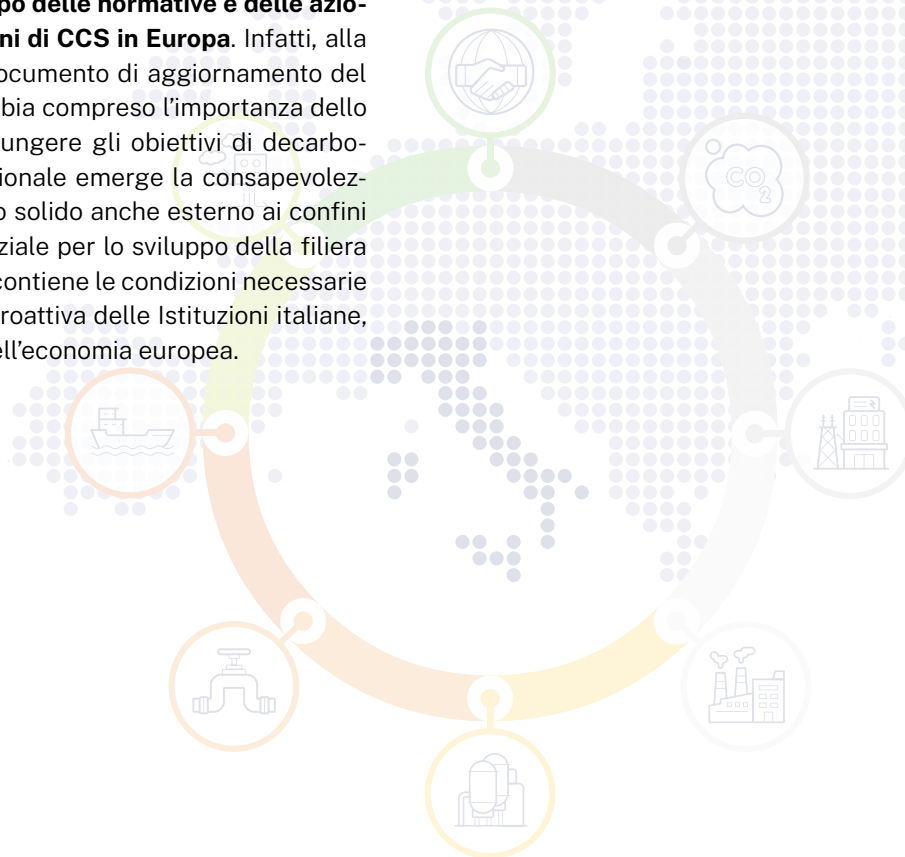 po delle normative e delle azio-
ni di CCS in Europa. Infatti, alla
ocumento di aggiornamento del
bia compreso l'importanza dello
ungere gli obiettivi di decarbo-
ionale emerge la consapevolez-
o solido anche esterno ai confini
ziale per lo sviluppo della filiera
contiene le condizioni necessarie
roattiva delle Istituzioni italiane,
ell'economia europea.
CO2